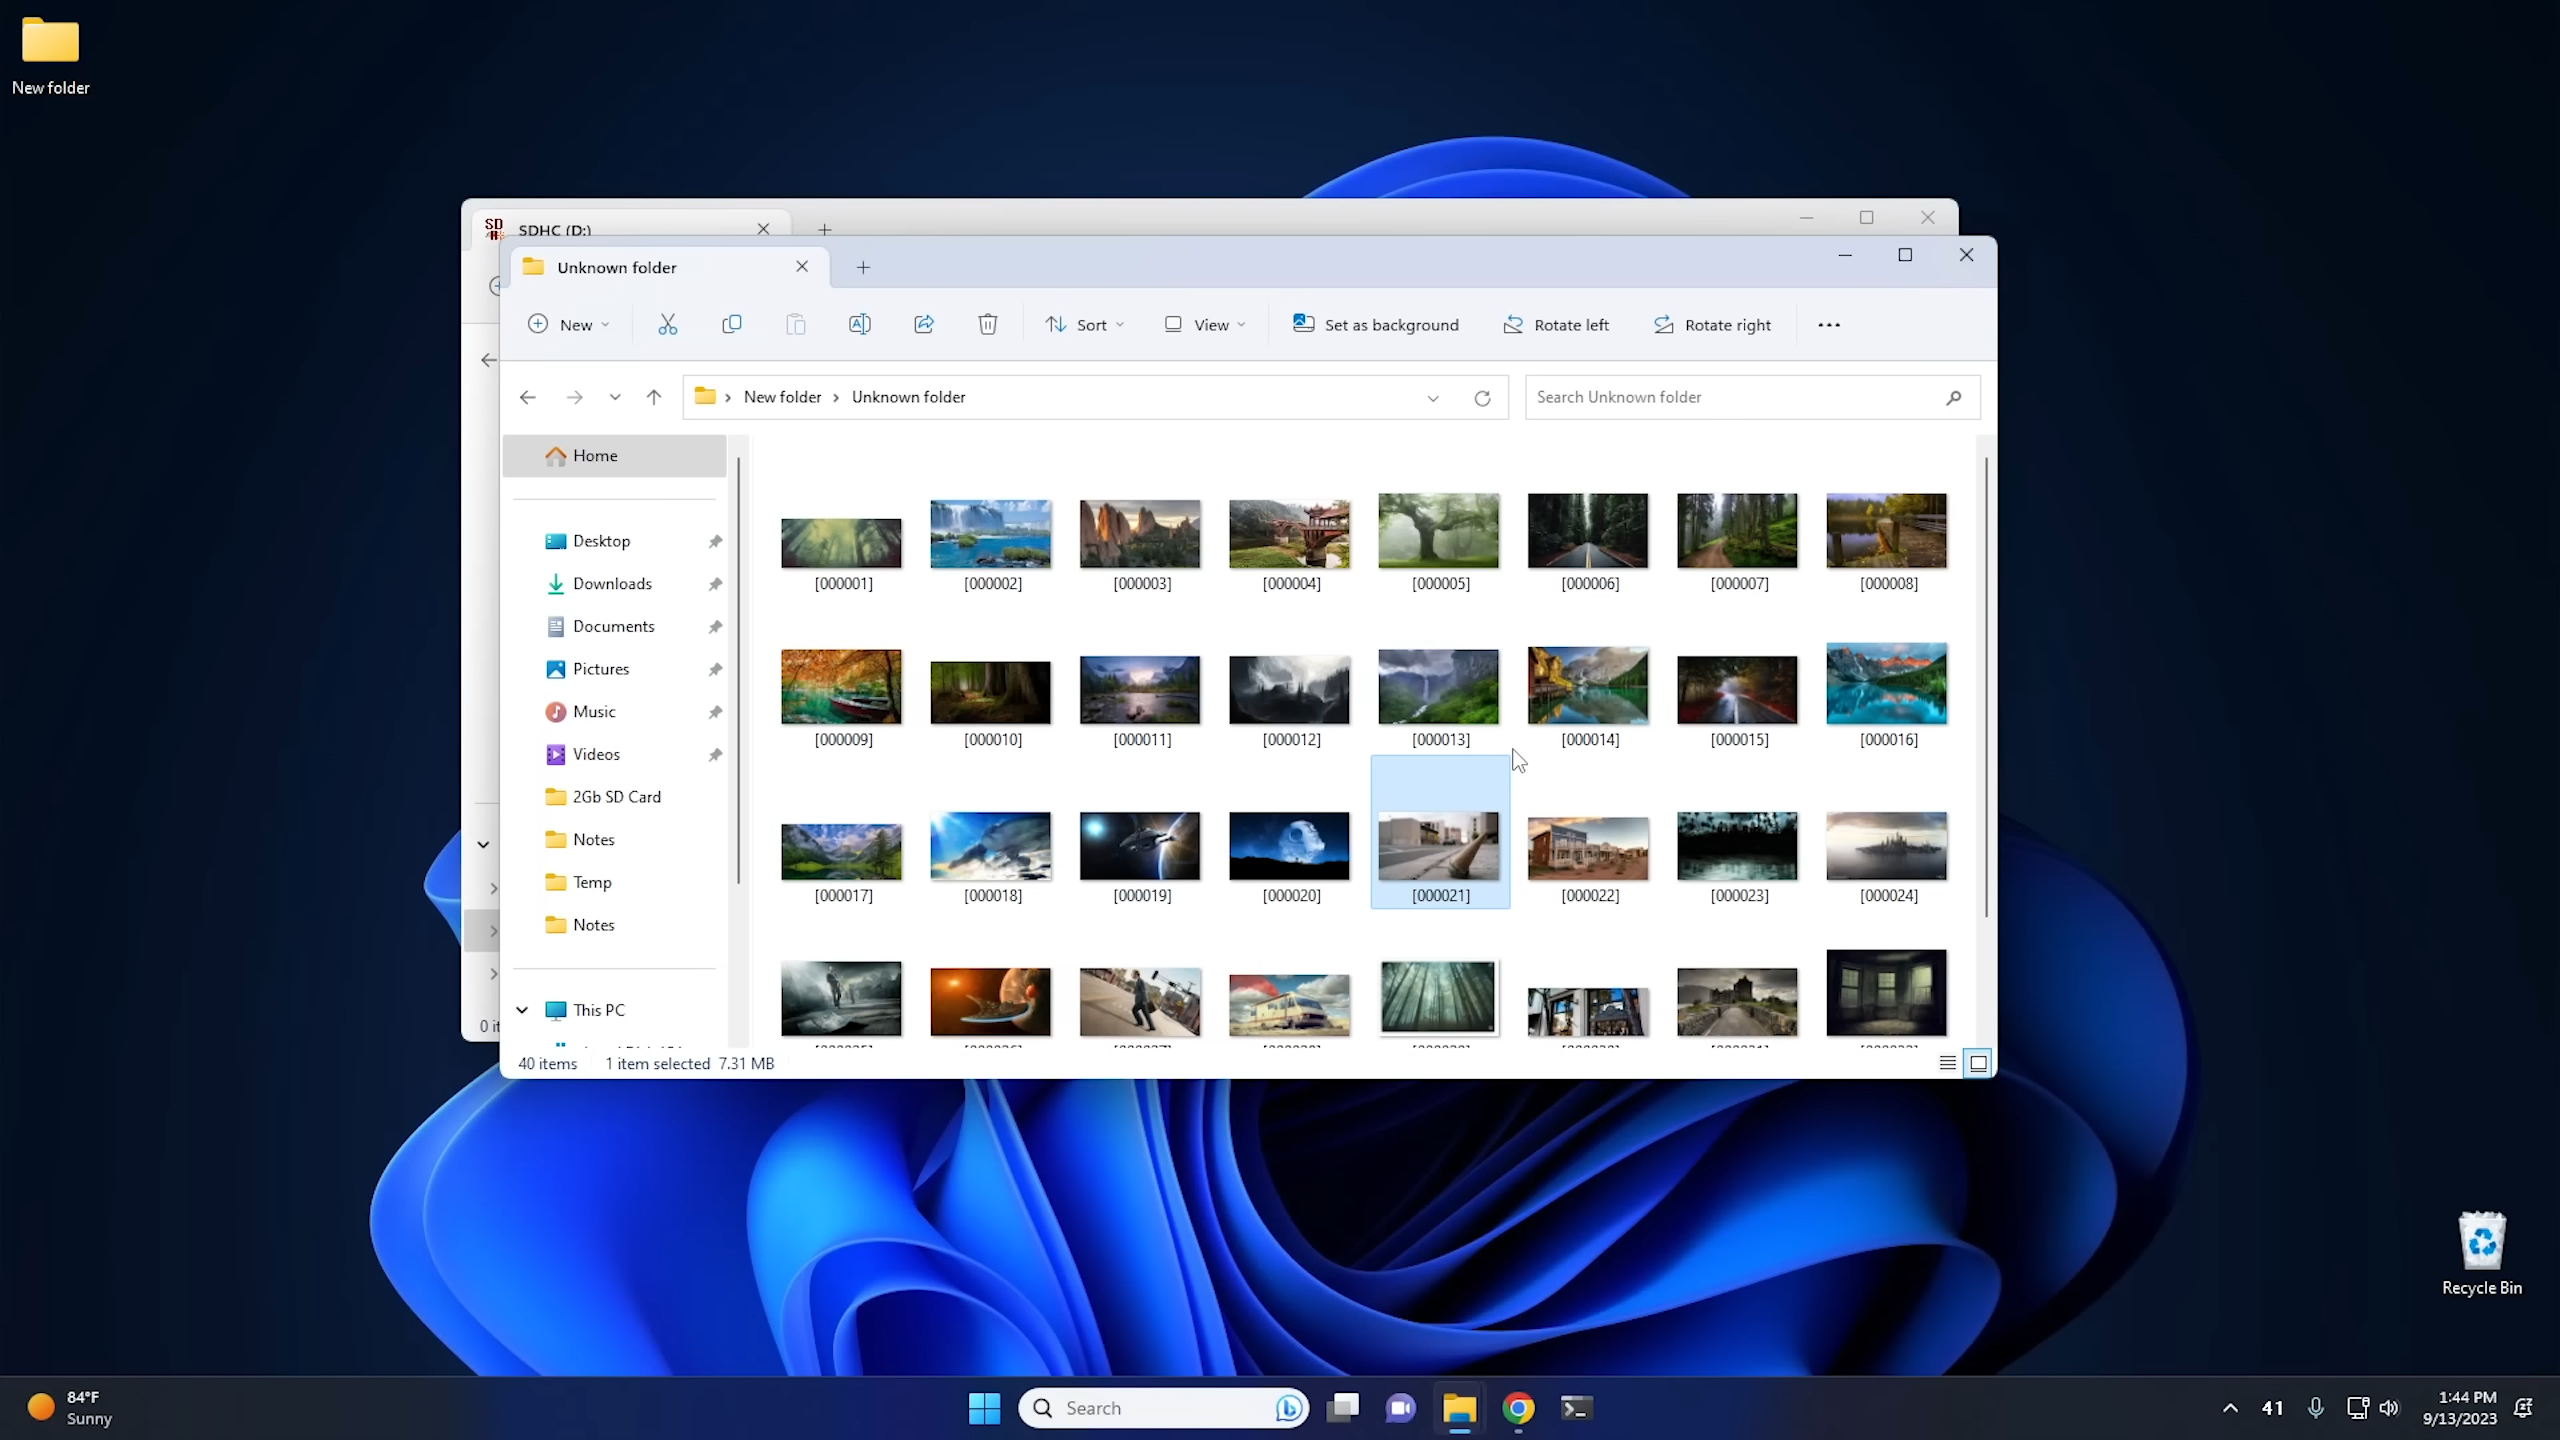 New folder
SDHC (D:)
Unknown folder
New
Sort
View
Set as background
Rotate left
Rotate right
New folder
Unknown folder
Search Unknown folder
Home
Desktop
Downloads
Documents
Pictures
Music
Videos
2Gb SD Card
Notes
Temp
Notes
This PC
[000001] [000002] [000003] [000004] [000005] [000006] [000007] [000008]
[000009] [000010] [000011] [000012] [000013] [000014] [000015] [000016]
[000017] [000018] [000019] [000020] [000021] [000022] [000023] [000024]
0 it
40 items 1 item selected 7.31 MB
Recycle Bin
84°F
Sunny
Search
41
1:44 PM
9/13/2023